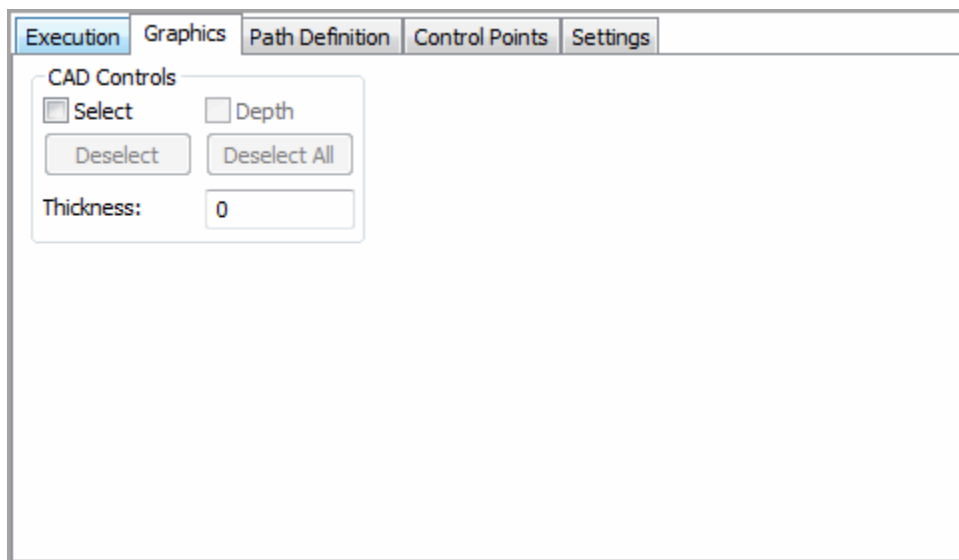 Execution Graphics Path Definition Control Points Settings
CAD Controls
Select Depth
Deselect Deselect All
Thickness: 0